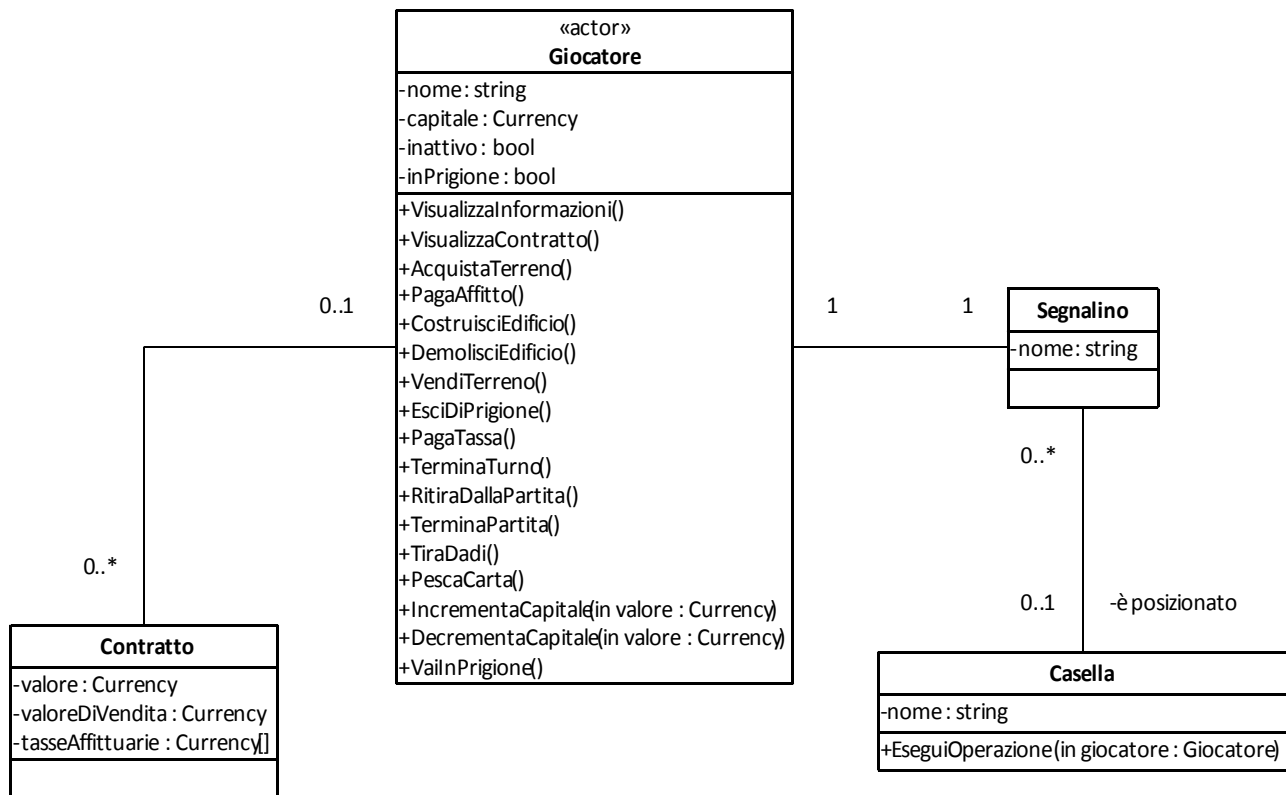 «actor»
Giocatore
-nome : string
-capitale : Currency
-inattivo : bool
-inPrigione : bool
+VisualizzaInformazioni()
+VisualizzaContratto()
+AcquistaTerreno()
+PagaAffitto()
+CostruisciEdificio()
+DemolisciEdificio()
+VendiTerreno()
+EsciDiPrigione()
+PagaTassa()
+TerminaTurno()
+RitiraDallaPartita()
+TerminaPartita()
+TiraDadi()
+PescaCarta()
+IncrementaCapitale(in valore : Currency)
+DecrementaCapitale(in valore : Currency)
+VaiInPrigione()
0..1
1
1
Segnalino
-nome : string
0..*
0..*
0..1
-è posizionato
Contratto
-valore : Currency
-valoreDiVendita : Currency
-tasseAffittuarie : Currency[]
Casella
-nome : string
+EseguiOperazione(in giocatore : Giocatore)